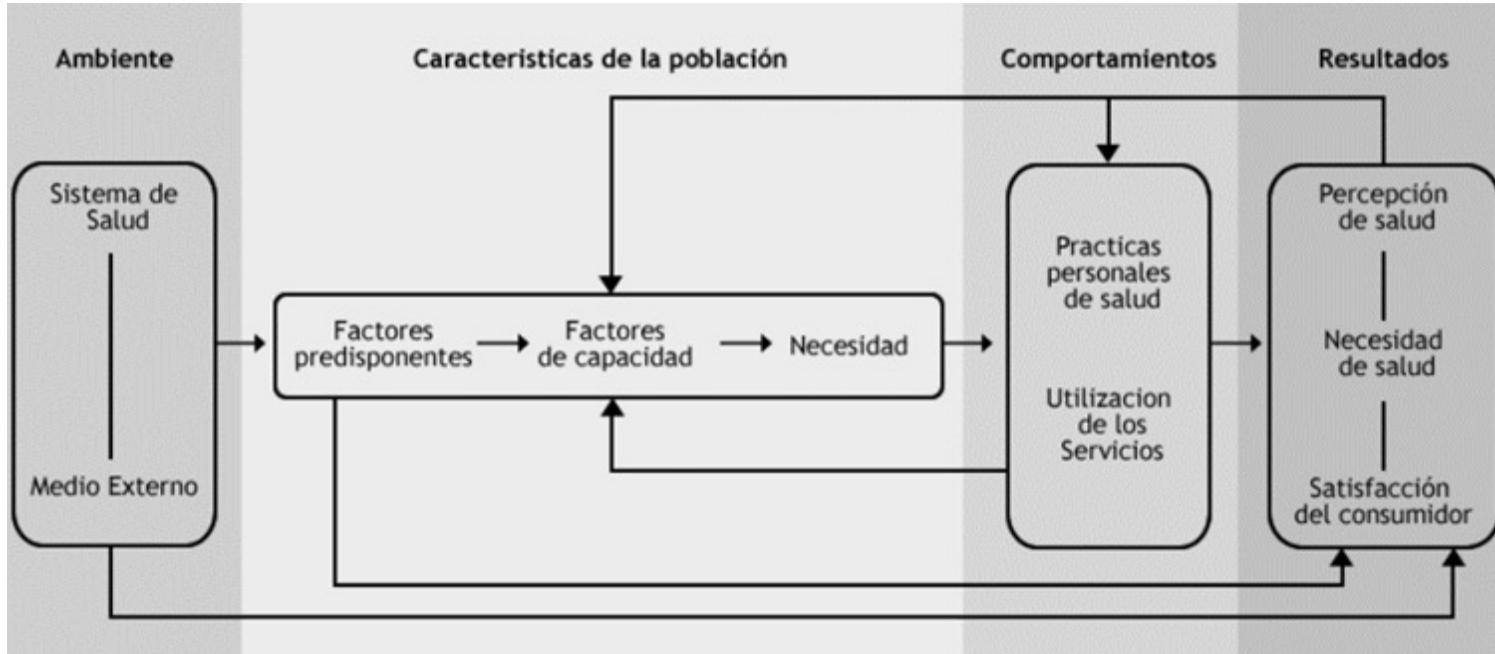 Ambiente
Caracteristicas de la población
Comportamientos
Resultados
Sistema de
Salud
Medio Externo
Factores
predisponentes
Factores
de capacidad
Necesidad
Practicas
personales
de salud
Utilizacion
de los
Servicios
Percepción
de salud
Necesidad
de salud
Satisfacción
del consumidor